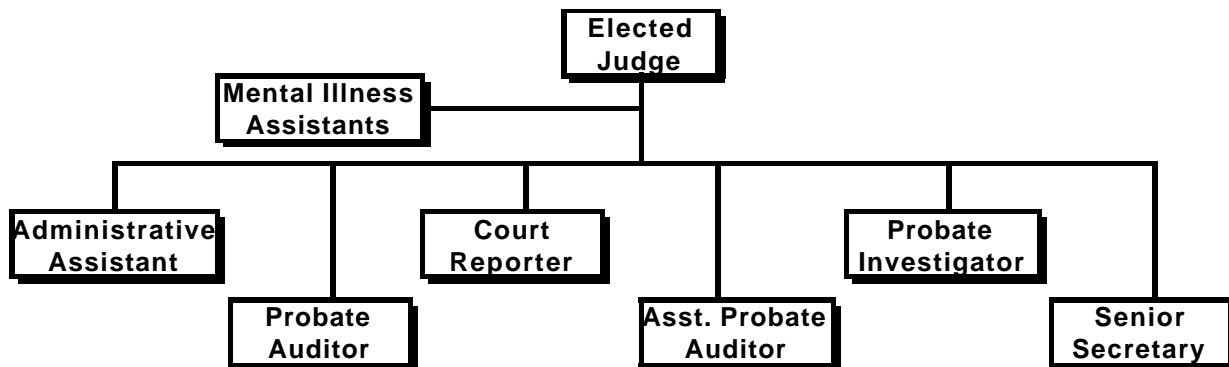 Elected
Judge
Mental Illness
Assistants
Administrative
Assistant
Court
Reporter
Probate
Investigator
Probate
Auditor
Asst. Probate
Auditor
Senior
Secretary